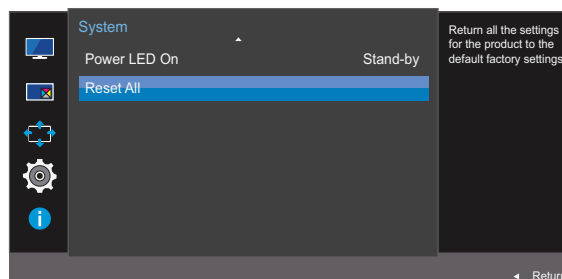 System
Power LED On Stand-by
Reset All
Return all the settings
for the product to the
default factory settings
Return